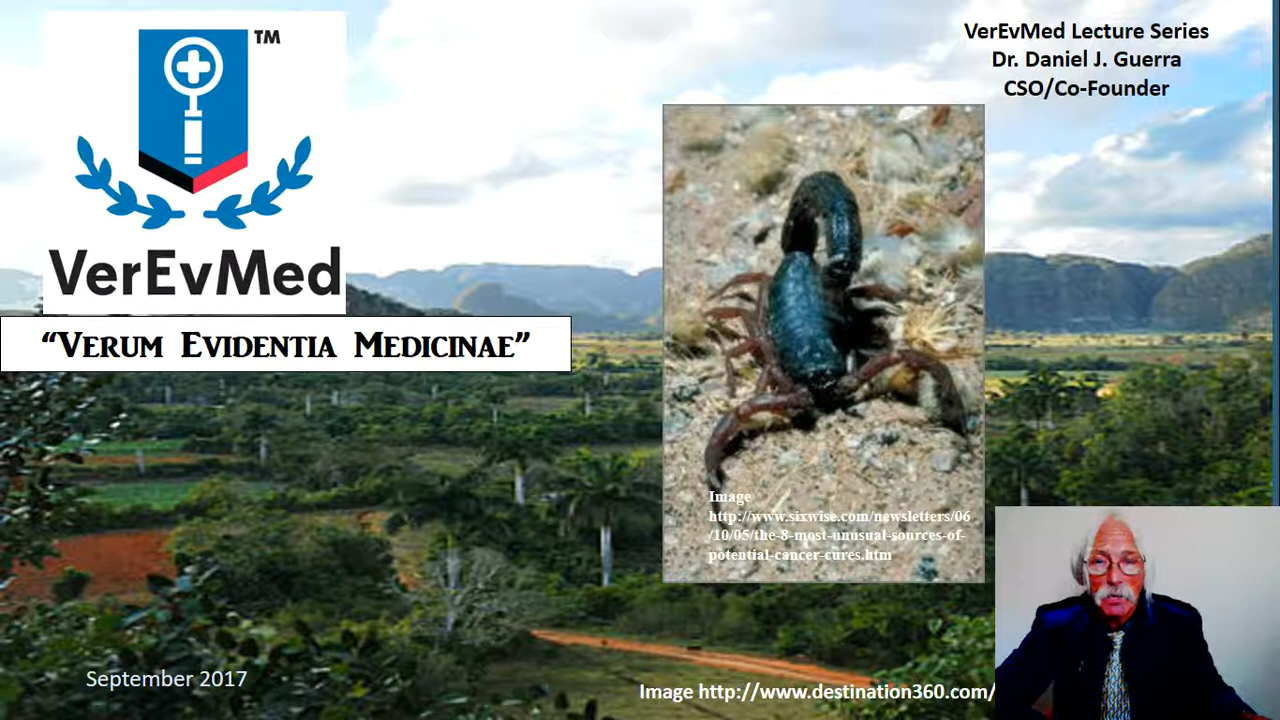 TM
VerEvMed
“VERUM EVIDENTIA MEDICINAE”
VerEvMed Lecture Series
Dr. Daniel J. Guerra
CSO/Co-Founder
Image
http://www.sixwise.com/newsletters/06
/10/05/the-8-most-unusual-sources-of-
potential-cancer-cures.htm
September 2017
Image http://www.destination360.com/